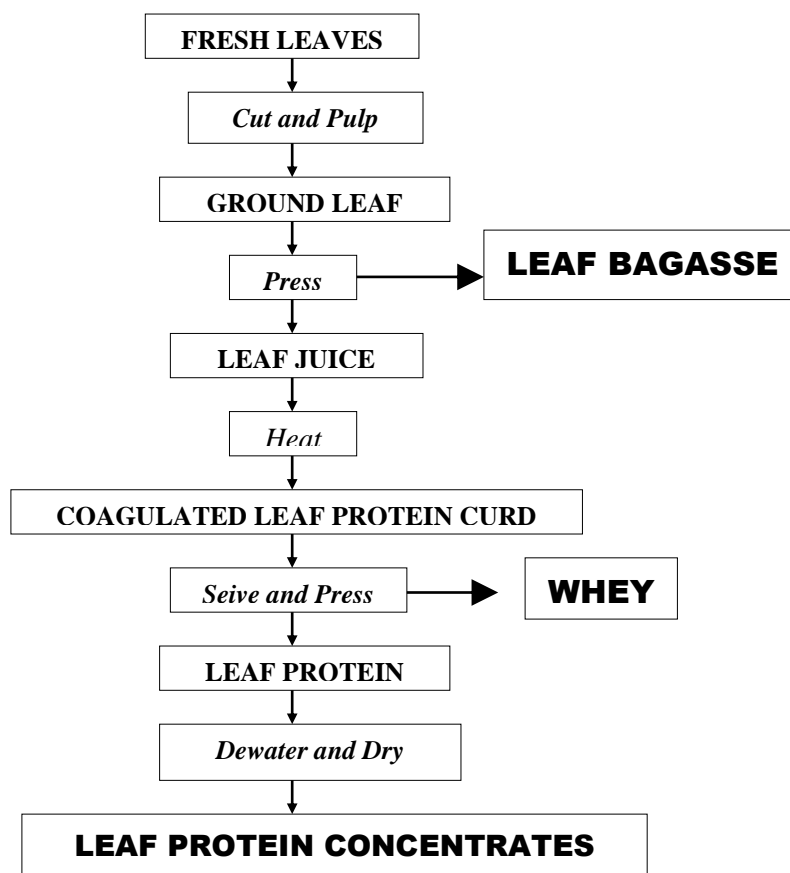 FRESH LEAVES
Cut and Pulp
GROUND LEAF
Press
LEAF BAGASSE
LEAF JUICE
Heat
COAGULATED LEAF PROTEIN CURD
Seive and Press
WHEY
LEAF PROTEIN
Dewater and Dry
LEAF PROTEIN CONCENTRATES